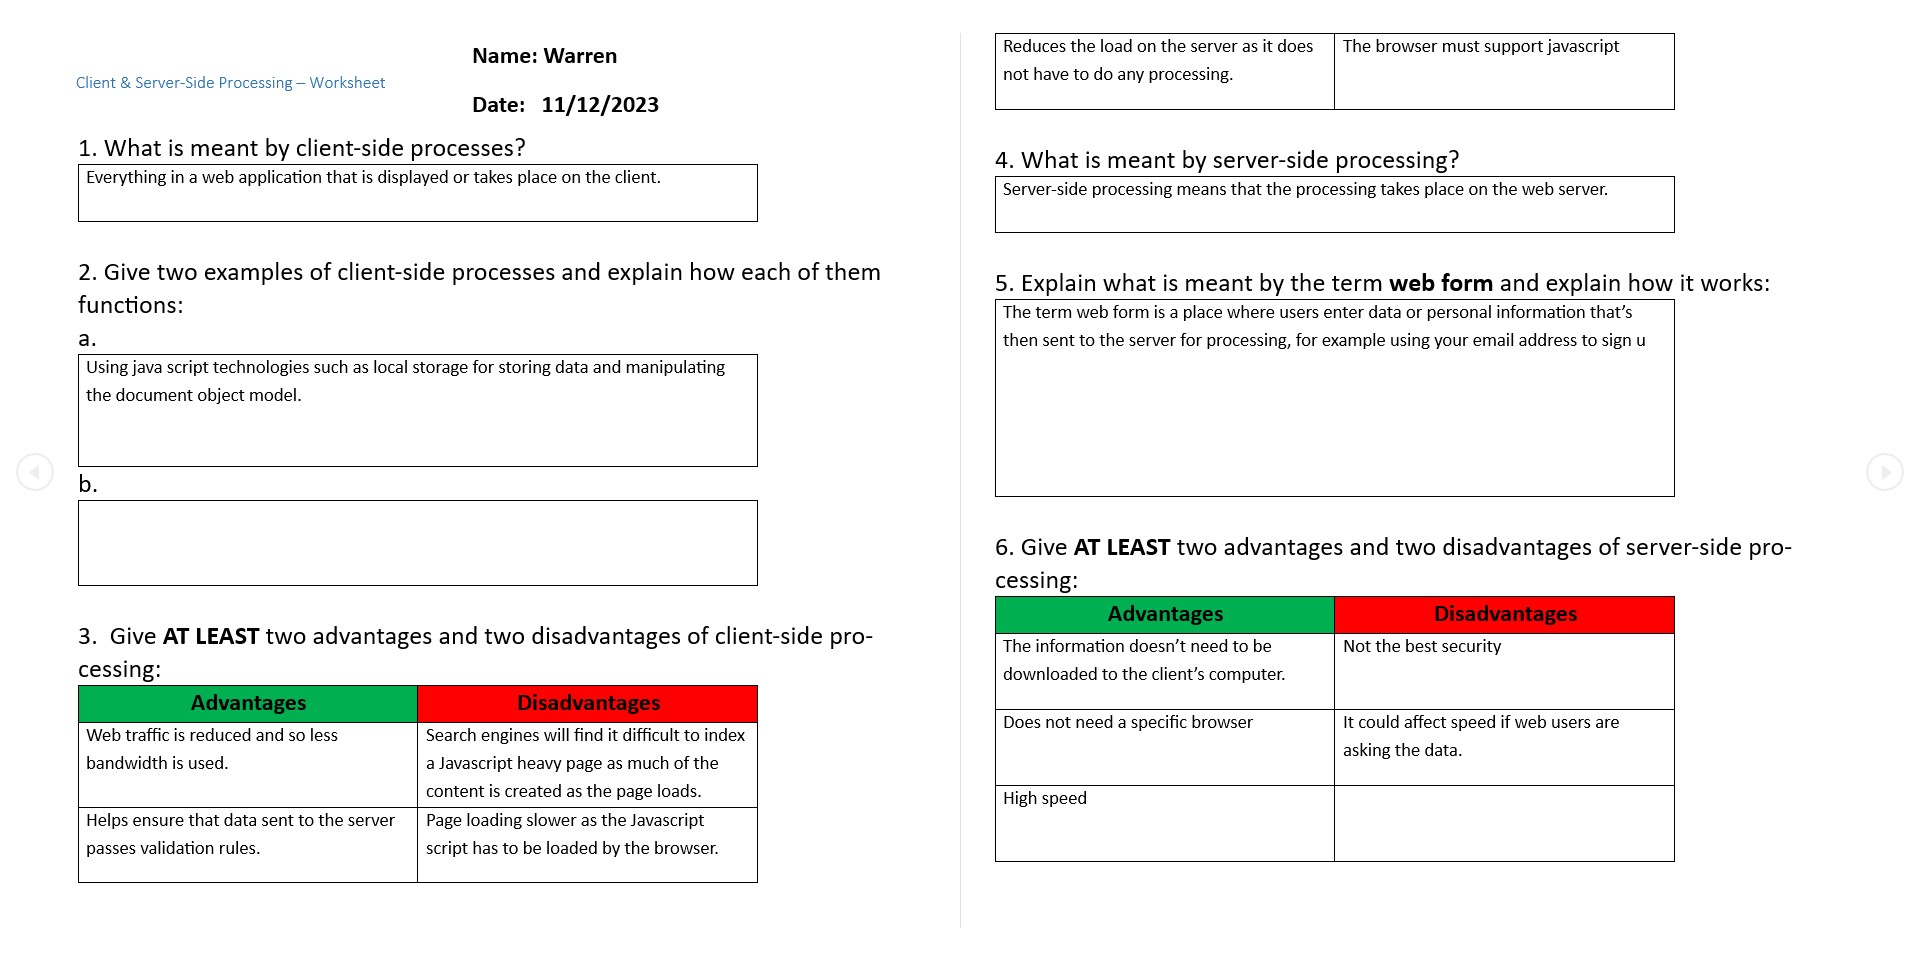 Name: Warren
Client & Server-Side Processing – Worksheet
Date: 11/12/2023
1. What is meant by client-side processes?
Everything in a web application that is displayed or takes place on the client.
2. Give two examples of client-side processes and explain how each of them
functions:
a.
Using java script technologies such as local storage for storing data and manipulating
the document object model.
b.
3. Give AT LEAST two advantages and two disadvantages of client-side pro-
cessing:
Advantages
Disadvantages
Web traffic is reduced and so less
bandwidth is used.
Search engines will find it difficult to index
a Javascript heavy page as much of the
content is created as the page loads.
Helps ensure that data sent to the server
passes validation rules.
Page loading slower as the Javascript
script has to be loaded by the browser.
Reduces the load on the server as it does
not have to do any processing.
The browser must support javascript
4. What is meant by server-side processing?
Server-side processing means that the processing takes place on the web server.
5. Explain what is meant by the term web form and explain how it works:
The term web form is a place where users enter data or personal information that’s
then sent to the server for processing, for example using your email address to sign u
6. Give AT LEAST two advantages and two disadvantages of server-side pro-
cessing:
Advantages
Disadvantages
The information doesn’t need to be
downloaded to the client’s computer.
Not the best security
Does not need a specific browser
It could affect speed if web users are
asking the data.
High speed